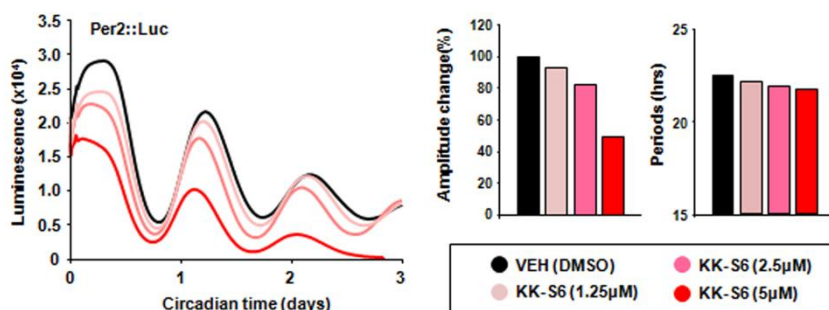 Per2::Luc
Luminescence (x10⁴)
3.5
3.0
2.5
2.0
1.5
1.0
0.5
0
0 1 2 3
Circadian time (days)
Amplitude change(%)
120
100
80
60
40
20
0
Periods (hrs)
25
20
15
VEH (DMSO)
KK-S6 (2.5µM)
KK-S6 (1.25µM)
KK-S6 (5µM)